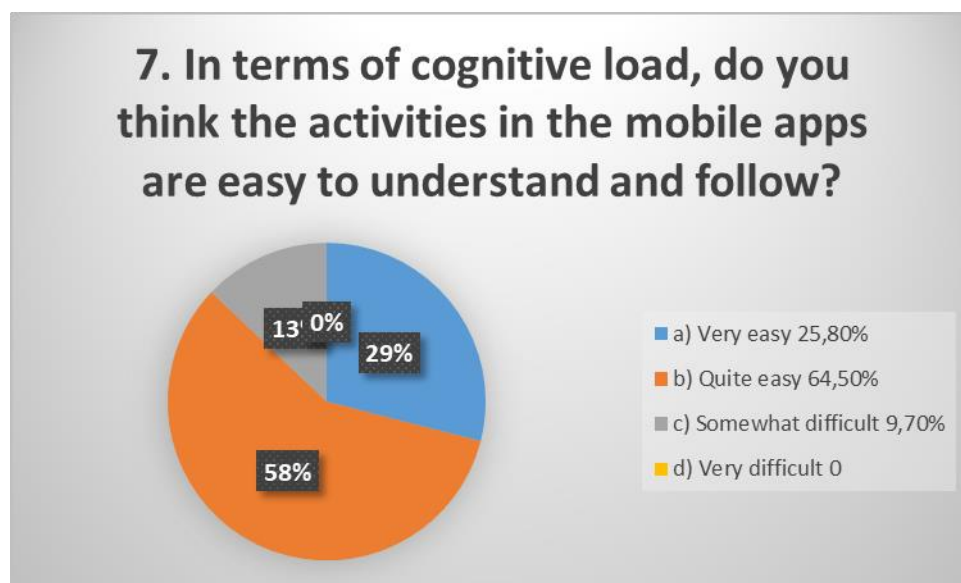 7. In terms of cognitive load, do you
think the activities in the mobile apps
are easy to understand and follow?
13%
0%
29%
58%
a) Very easy 25,80%
b) Quite easy 64,50%
c) Somewhat difficult 9,70%
d) Very difficult 0